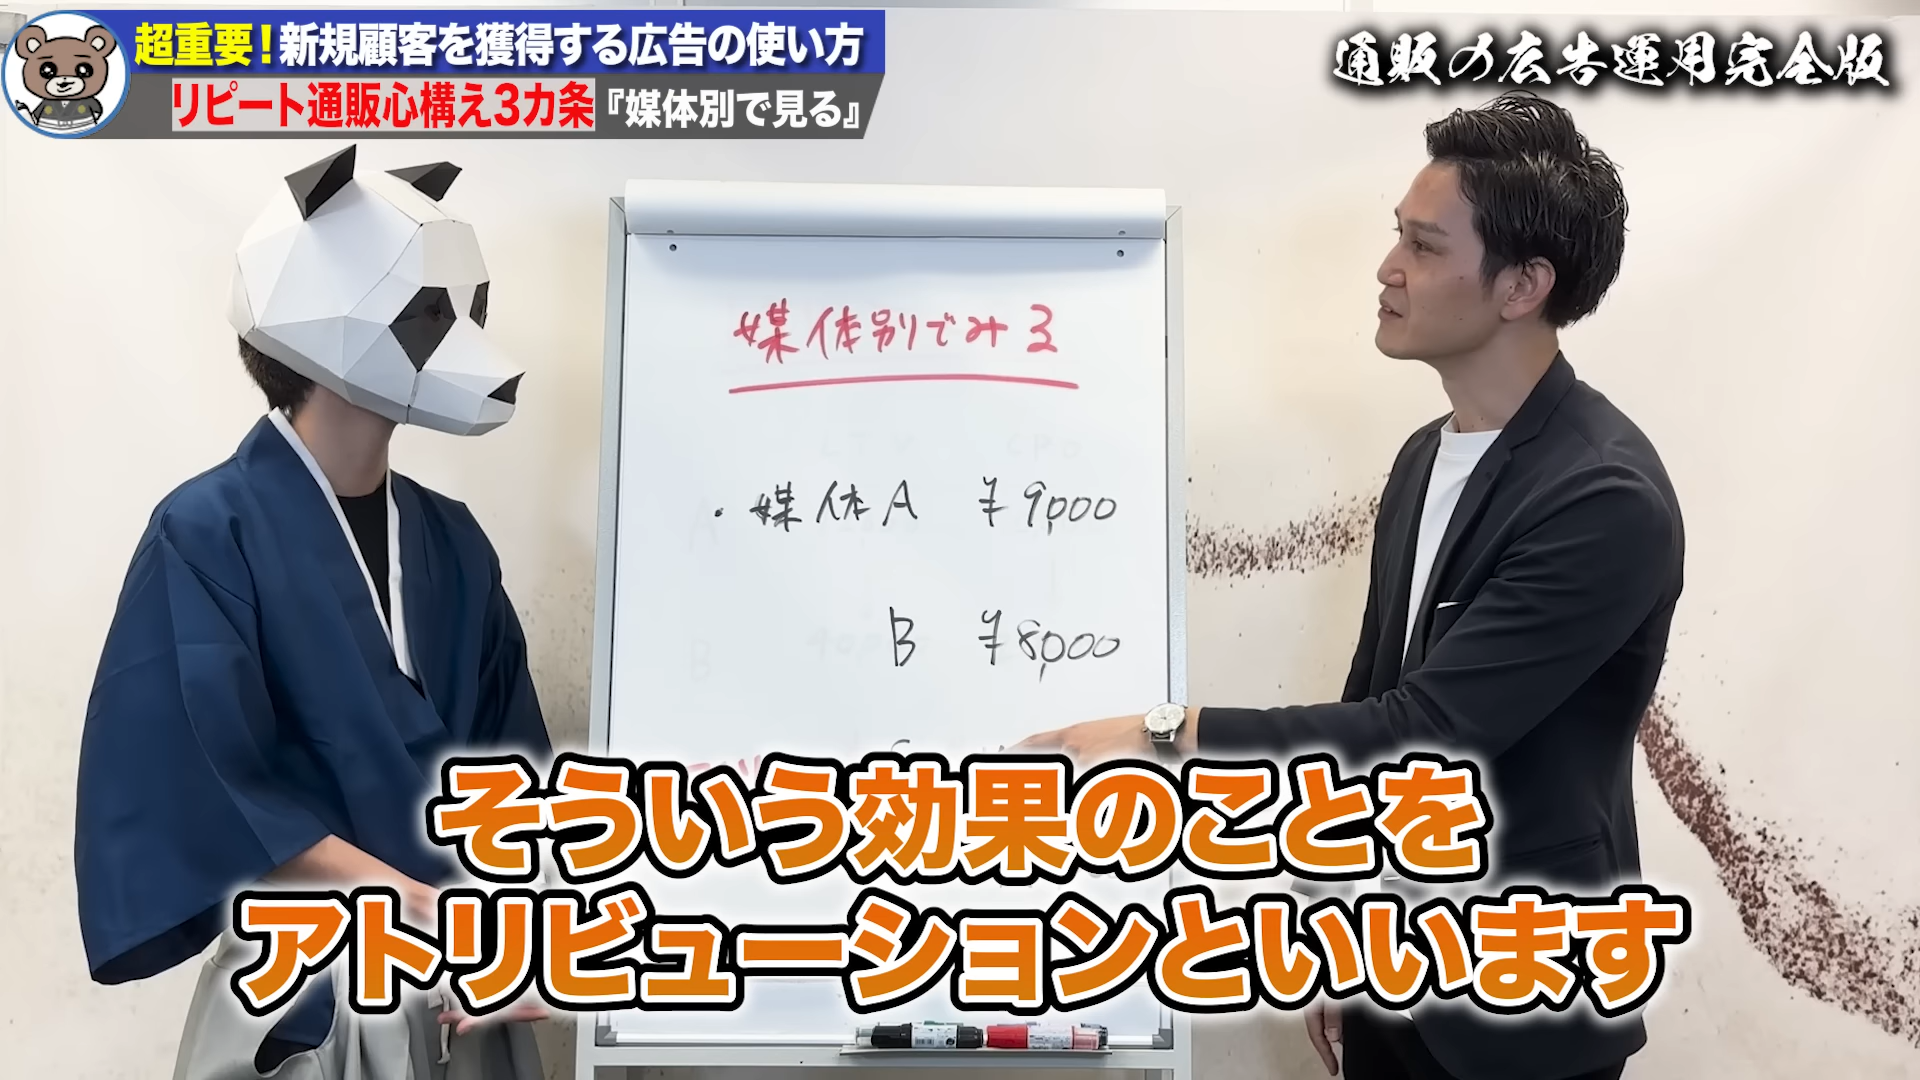 超重要！新規顧客を獲得する広告の使い方
リピート通販心構え3カ条『媒体別で見る』
通販の広告運用完全版
媒体別でみる
・媒体A ¥9,000
B ¥8,000
そういう効果のことを
アトリビューションといいます